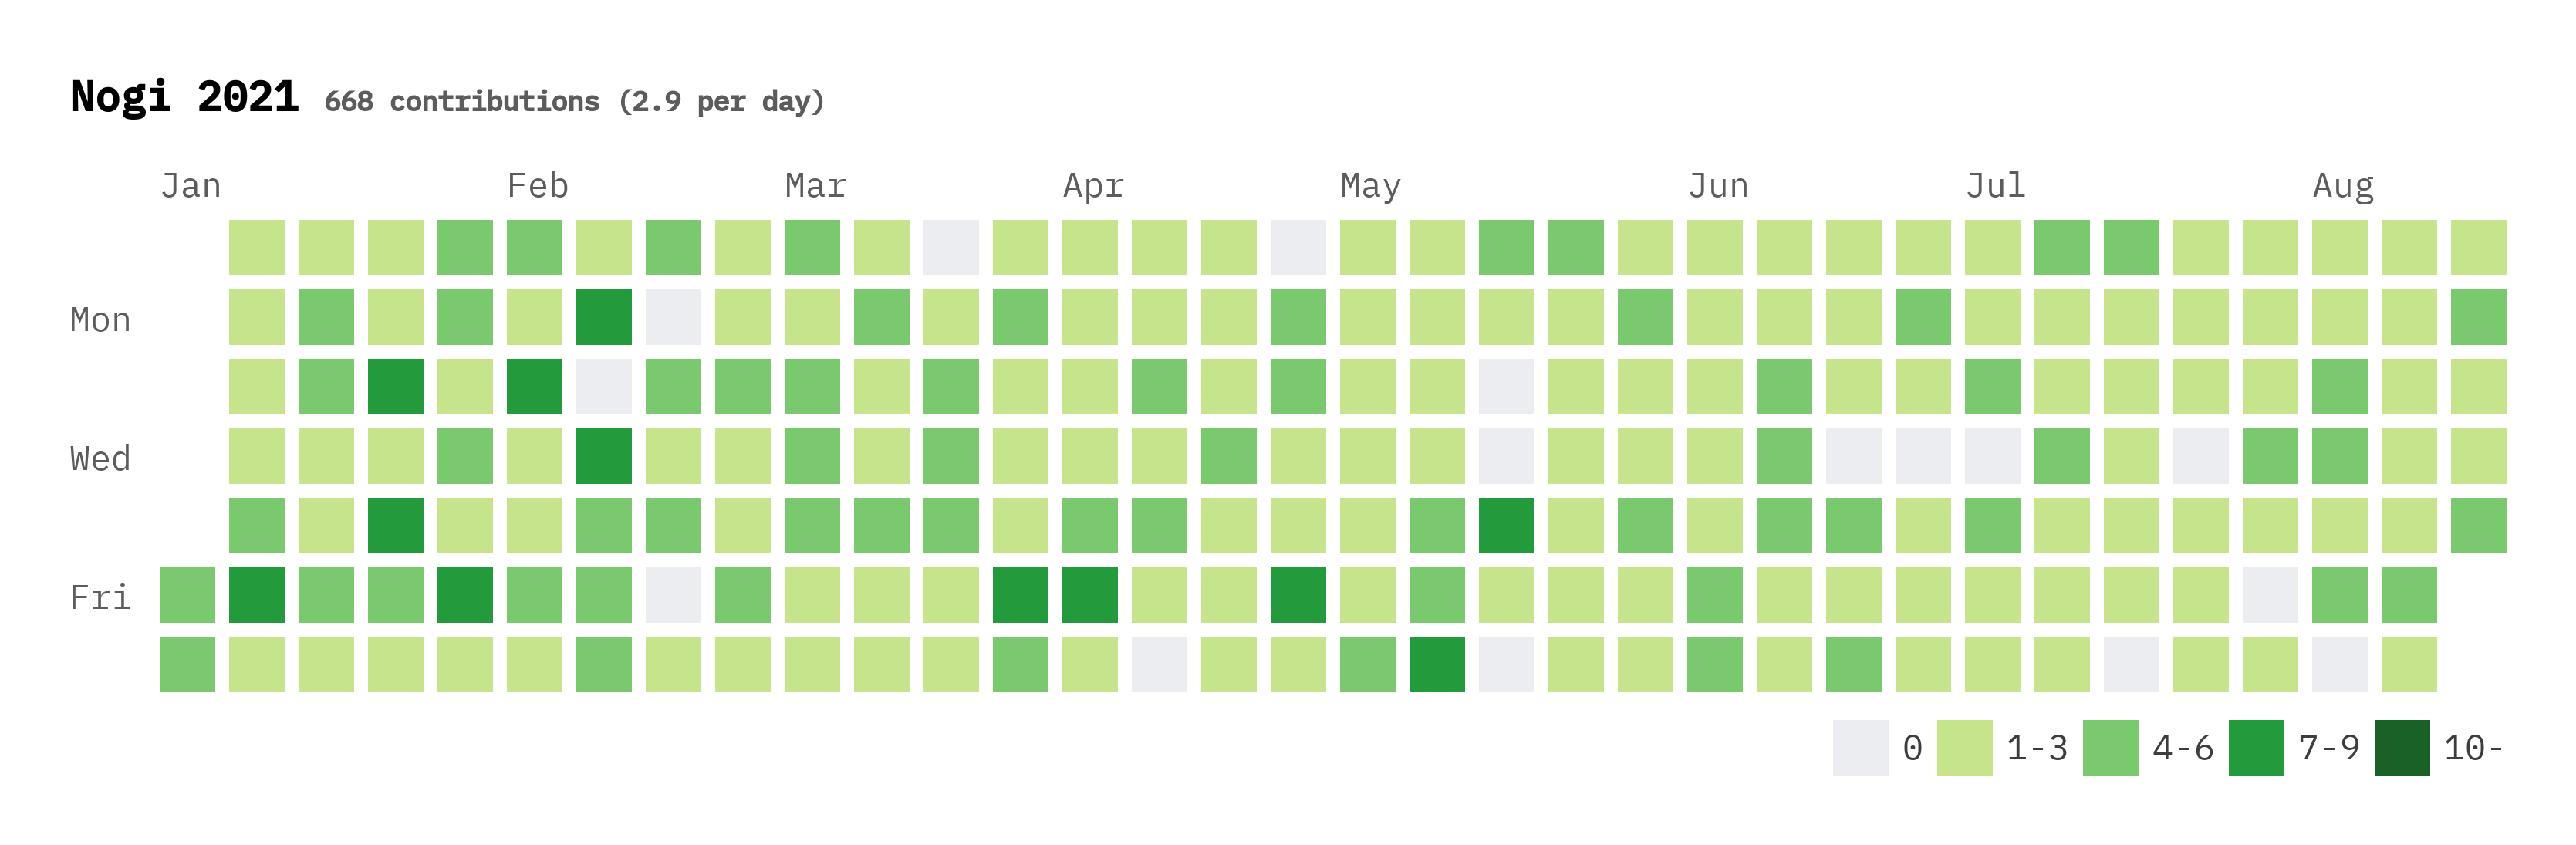 Nogi 2021 668 contributions (2.9 per day)
Jan Feb Mar Apr May Jun Jul Aug
Mon
Wed
Fri
0 1-3 4-6 7-9 10-